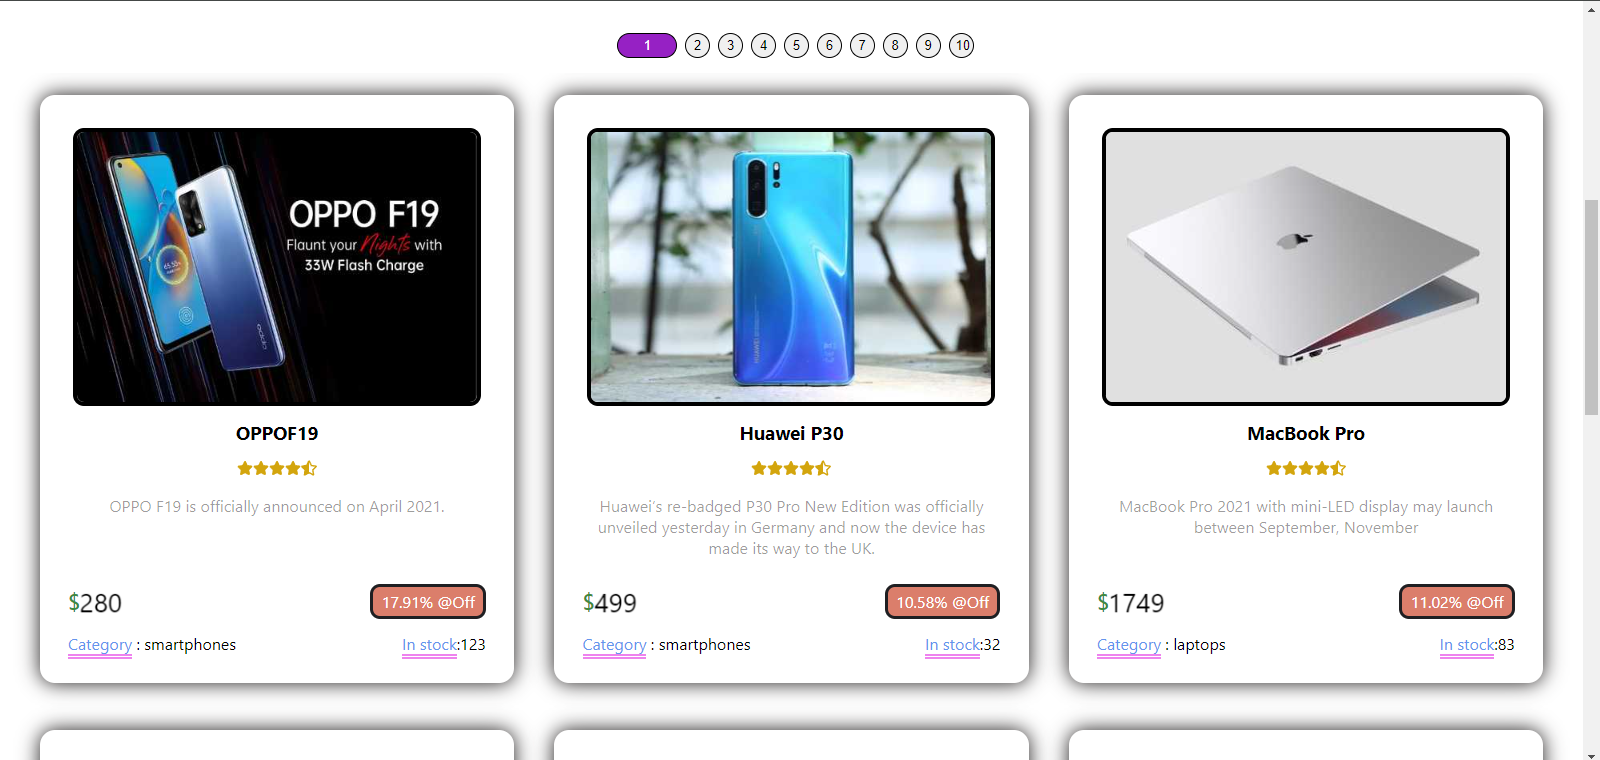 1 2 3 4 5 6 7 8 9 10
OPPO F19
Flaunt your Nights with
33W Flash Charge
65.50
oppo
HUAWEI
OPPOF19
OPPO F19 is officially announced on April 2021.
$280
17.91% @Off
Category : smartphones
In stock:123
Huawei P30
Huawei's re-badged P30 Pro New Edition was officially
unveiled yesterday in Germany and now the device has
made its way to the UK.
$499
10.58% @Off
Category : smartphones
In stock:32
MacBook Pro
MacBook Pro 2021 with mini-LED display may launch
between September, November
$1749
11.02% @Off
Category : laptops
In stock:83